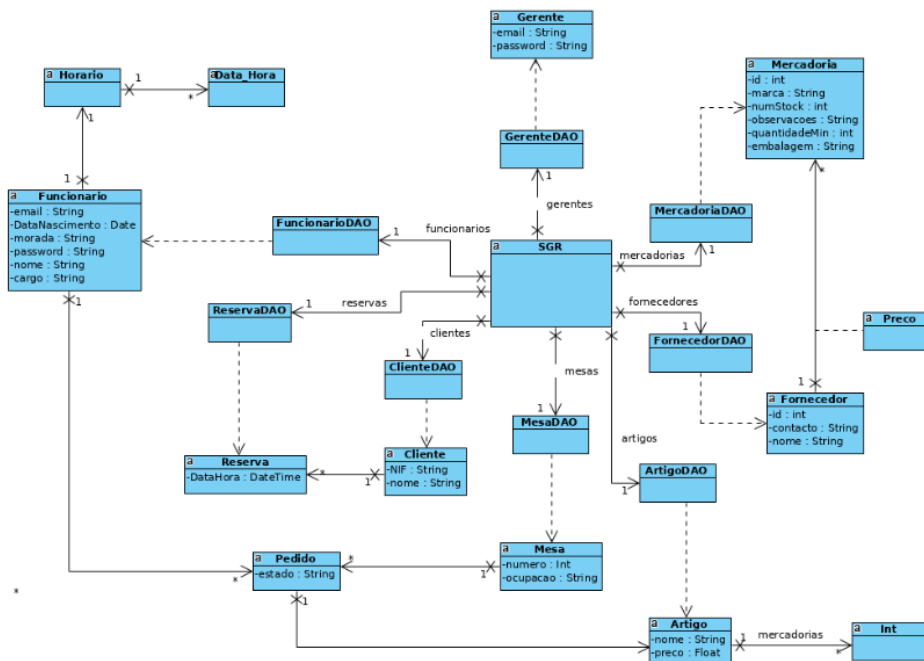 a Gerente
-email : String
-password : String
a Horario
1
*
a Data_Hora
a Mercadoria
-id : int
-marca : String
-numStock : int
-observacoes : String
-quantidadeMin : int
-embalagem : String
GerenteDAO
1
1
1
gerentes
*
a Funcionario
-email : String
-DataNascimento : Date
-morada : String
-password : String
-nome : String
-cargo : String
1
FuncionarioDAO
1
funcionarios
a SGR
mercadorias
1
MercadoriaDAO
ReservaDAO
1
reservas
fornecedores
1
FornecedorDAO
a Preco
clientes
1
ClienteDAO
mesas
1
MesaDAO
1
a Fornecedor
-id : int
-contacto : String
-nome : String
artigos
1
ArtigoDAO
a Reserva
-DataHora : DateTime
*
1
a Cliente
-NIF : String
-nome : String
*
*
a Pedido
-estado : String
*
1
a Mesa
-numero : Int
-ocupacao : String
1
a Artigo
-nome : String
-preco : Float
1
mercadorias
*
a Int